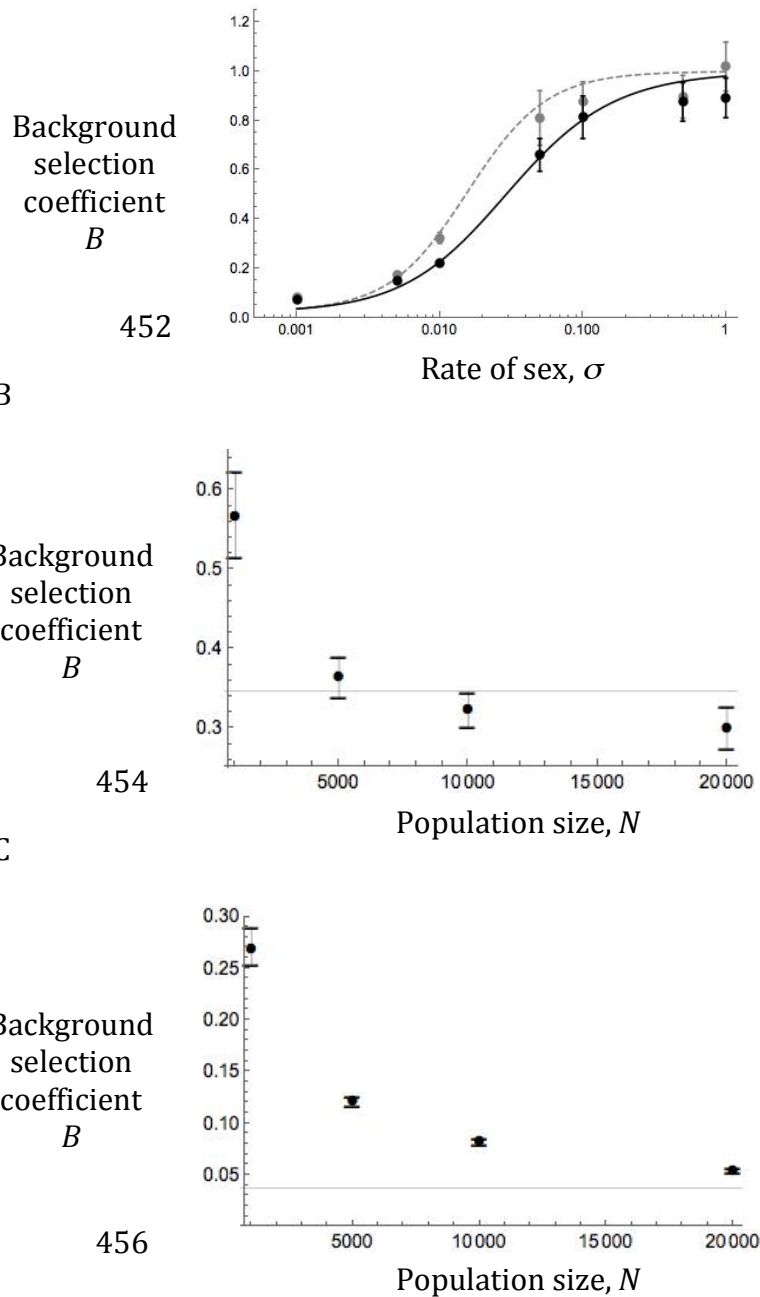 1.2
1.0
0.8
0.6
0.4
0.2
0.0
Background
selection
coefficient
B
452
0.001 0.010 0.100 1
Rate of sex, σ
B
0.6
0.5
0.4
0.3
Background
selection
coefficient
B
454
5000 10000 15000 20000
Population size, N
C
0.30
0.25
0.20
0.15
0.10
0.05
Background
selection
coefficient
B
456
5000 10000 15000 20000
Population size, N